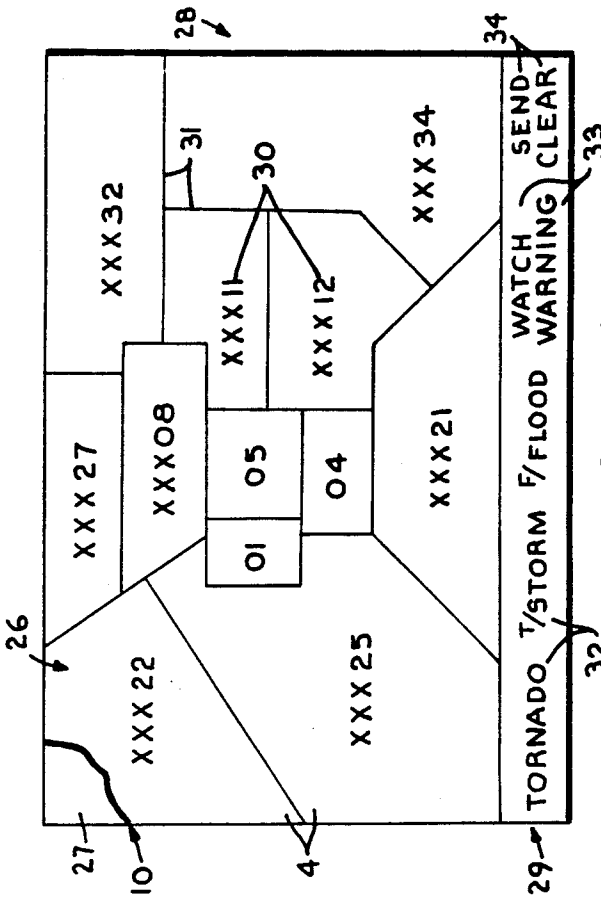 28
34
XXX32
31
30
XXX11
XXX12
XXX34
XXX27
XXX08
05
04
01
XXX21
26
XXX22
XXX25
27
10
4
29
TORNADO T/STORM F/FLOOD WATCH SEND
WARNING CLEAR
32
33